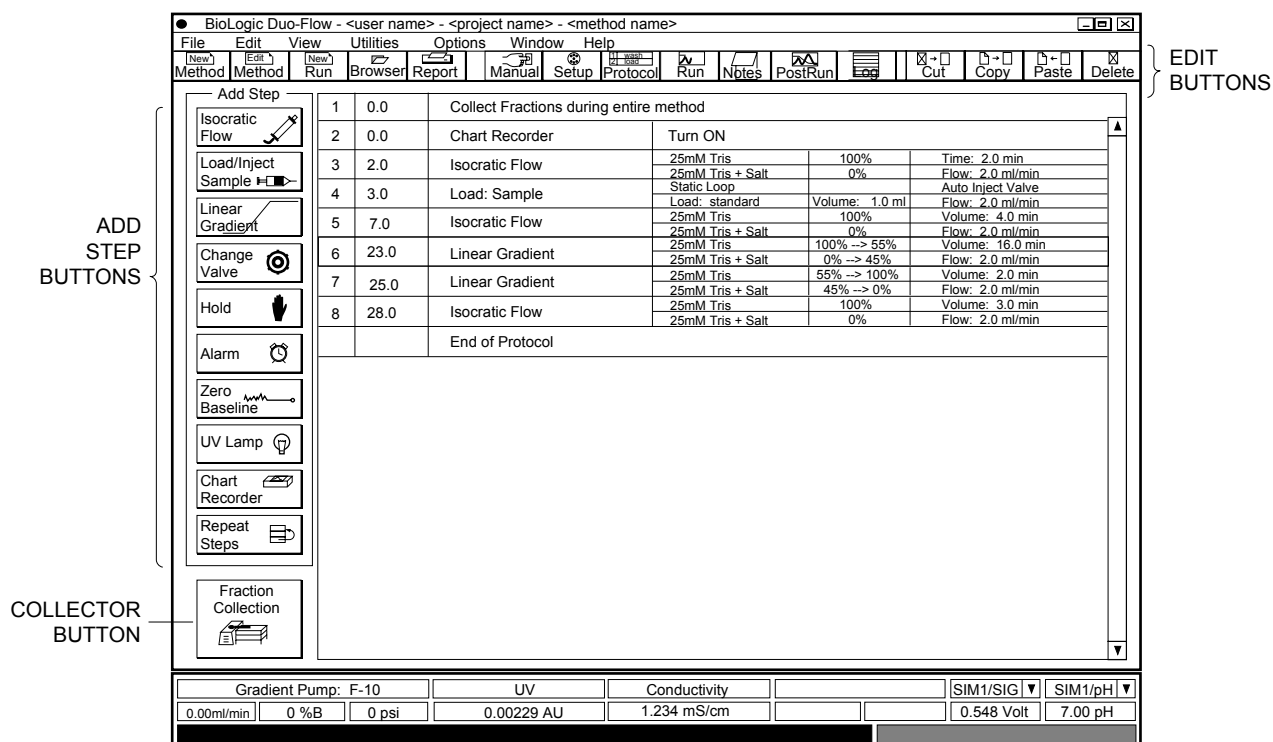 BioLogic Duo-Flow - <user name> - <project name> - <method name>
File Edit View Utilities Options Window Help
New Edit New 1 wash
2 load
Method Method Run Browser Report Manual Setup Protocol Run Notes PostRun Log Cut Copy Paste Delete
EDIT
BUTTONS
Add Step
Isocratic
Flow
Load/Inject
Sample
Linear
Gradient
Change
Valve
Hold
Alarm
Zero
Baseline
UV Lamp
Chart
Recorder
Repeat
Steps
ADD
STEP
BUTTONS
Fraction
Collection
COLLECTOR
BUTTON
1 0.0 Collect Fractions during entire method
2 0.0 Chart Recorder Turn ON
3 2.0 Isocratic Flow 25mM Tris 100% Time: 2.0 min
25mM Tris + Salt 0% Flow: 2.0 ml/min
4 3.0 Load: Sample Static Loop Auto Inject Valve
Load: standard Volume: 1.0 ml Flow: 2.0 ml/min
5 7.0 Isocratic Flow 25mM Tris 100% Volume: 4.0 min
25mM Tris + Salt 0% Flow: 2.0 ml/min
6 23.0 Linear Gradient 25mM Tris 100% --> 55% Volume: 16.0 min
25mM Tris + Salt 0% --> 45% Flow: 2.0 ml/min
7 25.0 Linear Gradient 25mM Tris 55% --> 100% Volume: 2.0 min
25mM Tris + Salt 45% --> 0% Flow: 2.0 ml/min
8 28.0 Isocratic Flow 25mM Tris 100% Volume: 3.0 min
25mM Tris + Salt 0% Flow: 2.0 ml/min
End of Protocol
Gradient Pump: F-10 UV Conductivity SIM1/SIG SIM1/pH
0.00ml/min 0 %B 0 psi 0.00229 AU 1.234 mS/cm 0.548 Volt 7.00 pH